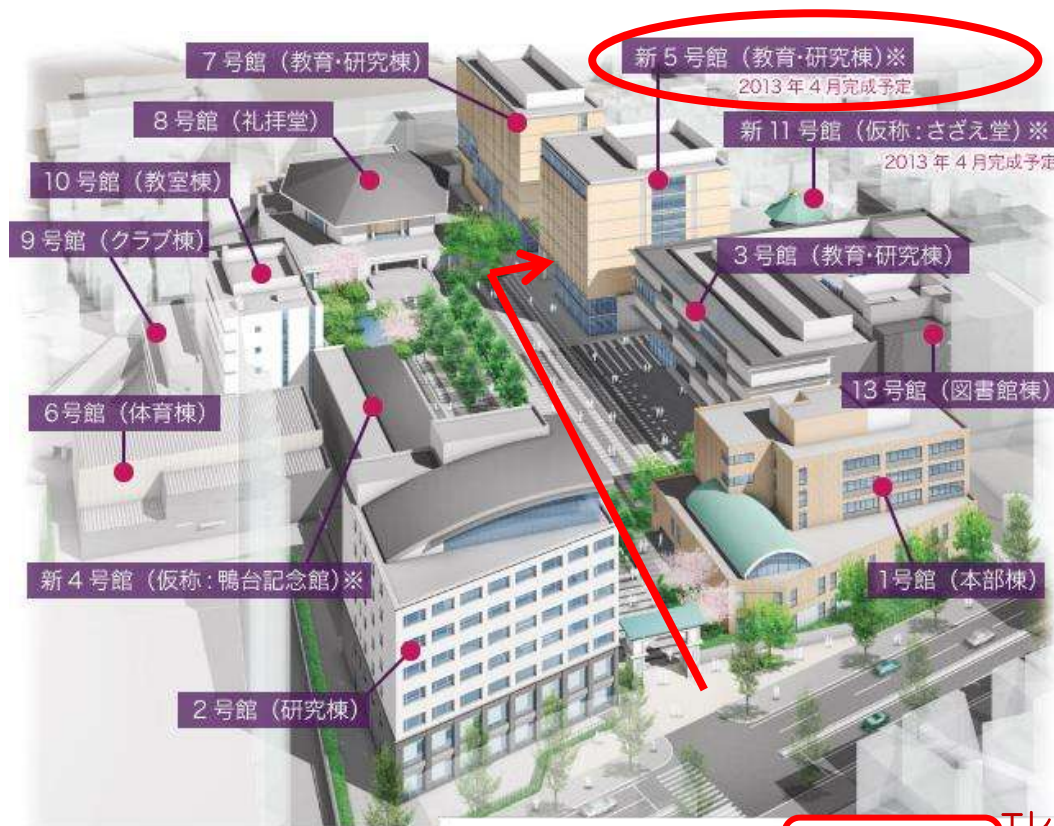 7号館（教育・研究棟）
新5号館（教育・研究棟）※
2013年4月完成予定
8号館（礼拝堂）
新11号館（仮称：さざえ堂）※
2013年4月完成予定
10号館（教室棟）
9号館（クラブ棟）
3号館（教育・研究棟）
6号館（体育棟）
13号館（図書館棟）
新4号館（仮称：鴨台記念館）※
1号館（本部棟）
2号館（研究棟）
エレ